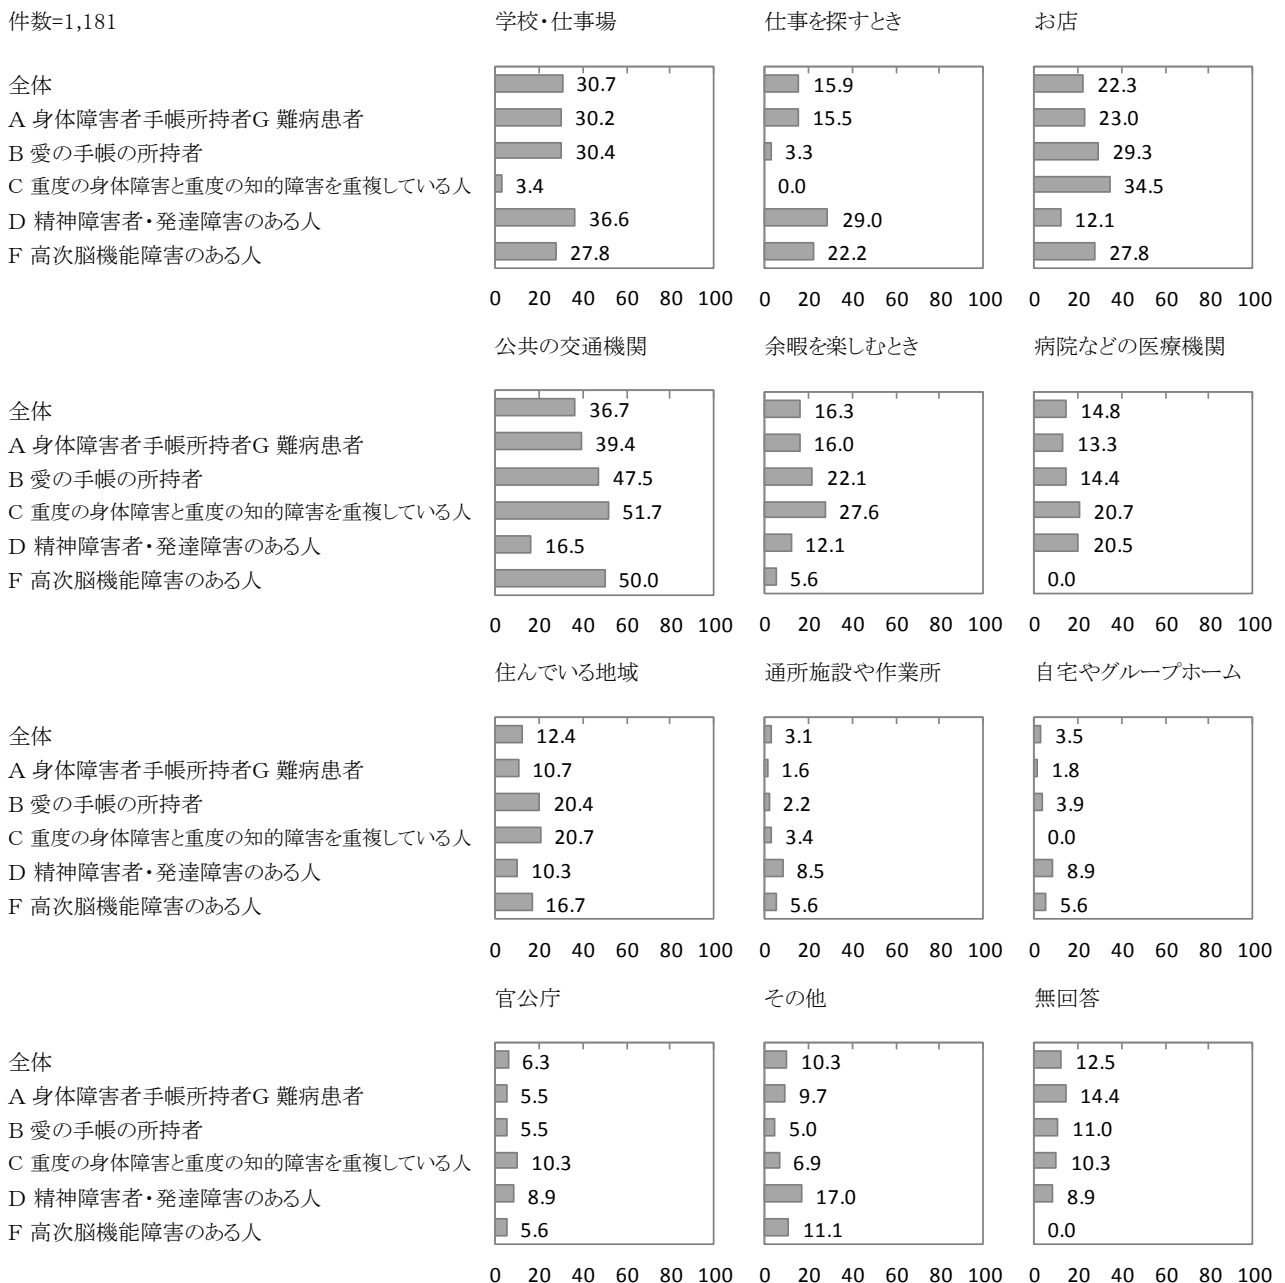 件数=1,181
学校・仕事場 仕事を探すとき お店
全体 30.7 15.9 22.3
A 身体障害者手帳所持者G 難病患者 30.2 15.5 23.0
B 愛の手帳の所持者 30.4 3.3 29.3
C 重度の身体障害と重度の知的障害を重複している人 3.4 0.0 34.5
D 精神障害者・発達障害のある人 36.6 29.0 12.1
F 高次脳機能障害のある人 27.8 22.2 27.8
0 20 40 60 80 100 0 20 40 60 80 100 0 20 40 60 80 100
公共の交通機関 余暇を楽しむとき 病院などの医療機関
全体 36.7 16.3 14.8
A 身体障害者手帳所持者G 難病患者 39.4 16.0 13.3
B 愛の手帳の所持者 47.5 22.1 14.4
C 重度の身体障害と重度の知的障害を重複している人 51.7 27.6 20.7
D 精神障害者・発達障害のある人 16.5 12.1 20.5
F 高次脳機能障害のある人 50.0 5.6 0.0
0 20 40 60 80 100 0 20 40 60 80 100 0 20 40 60 80 100
住んでいる地域 通所施設や作業所 自宅やグループホーム
全体 12.4 3.1 3.5
A 身体障害者手帳所持者G 難病患者 10.7 1.6 1.8
B 愛の手帳の所持者 20.4 2.2 3.9
C 重度の身体障害と重度の知的障害を重複している人 20.7 3.4 0.0
D 精神障害者・発達障害のある人 10.3 8.5 8.9
F 高次脳機能障害のある人 16.7 5.6 5.6
0 20 40 60 80 100 0 20 40 60 80 100 0 20 40 60 80 100
官公庁 その他 無回答
全体 6.3 10.3 12.5
A 身体障害者手帳所持者G 難病患者 5.5 9.7 14.4
B 愛の手帳の所持者 5.5 5.0 11.0
C 重度の身体障害と重度の知的障害を重複している人 10.3 6.9 10.3
D 精神障害者・発達障害のある人 8.9 17.0 8.9
F 高次脳機能障害のある人 5.6 11.1 0.0
0 20 40 60 80 100 0 20 40 60 80 100 0 20 40 60 80 100